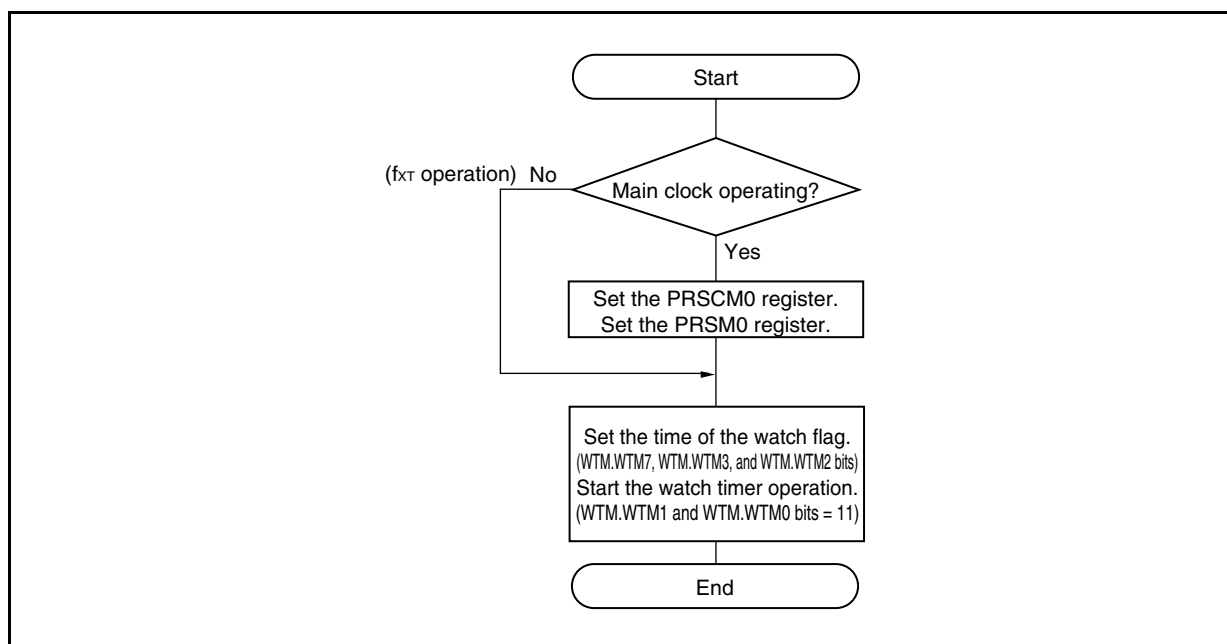 Start
(fXT operation) No
Main clock operating?
Yes
Set the PRSCM0 register.
Set the PRSM0 register.
Set the time of the watch flag.
(WTM.WTM7, WTM.WTM3, and WTM.WTM2 bits)
Start the watch timer operation.
(WTM.WTM1 and WTM.WTM0 bits = 11)
End